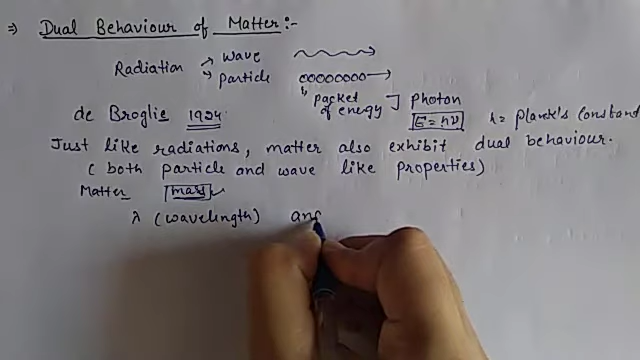 ⇒ Dual Behaviour of Matter:-
Radiation → wave
→ particle
packet of energy ] Photon
E = hν h = Plank's Constant
de Broglie 1924.
Just like radiations, matter also exhibit dual behaviour.
( both particle and wave like properties)
Matter mass
λ (wavelength) and